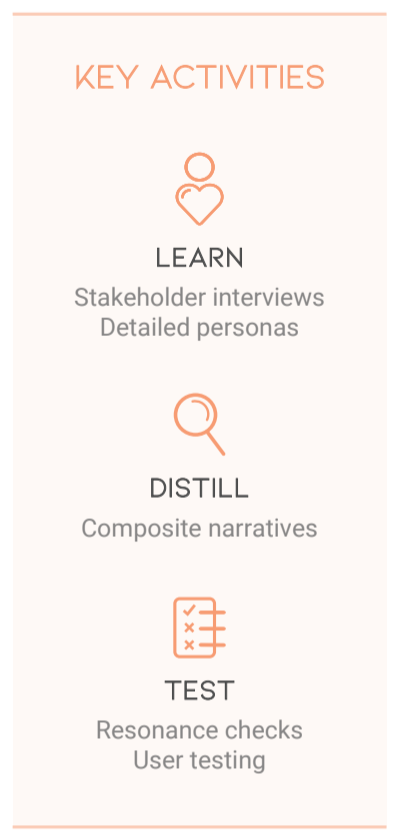 KEY ACTIVITIES
LEARN
Stakeholder interviews
Detailed personas
DISTILL
Composite narratives
TEST
Resonance checks
User testing